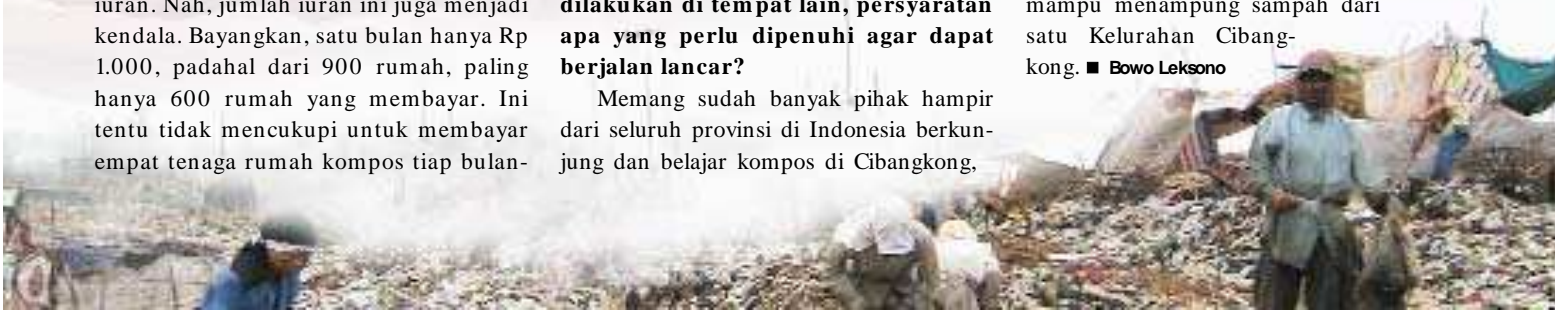 iuran. Nah, jumlah iuran ini juga menjadi
kendala. Bayangkan, satu bulan hanya Rp
1.000, padahal dari 900 rumah, paling
hanya 600 rumah yang membayar. Ini
tentu tidak mencukupi untuk membayar
empat tenaga rumah kompos tiap bulan-
dilakukan di tempat lain, persyaratan
apa yang perlu dipenuhi agar dapat
berjalan lancar?
Memang sudah banyak pihak hampir
dari seluruh provinsi di Indonesia berkun-
jung dan belajar kompos di Cibangkong,
mampu menampung sampah dari
satu Kelurahan Cibang-
kong. ■ Bowo Leksono